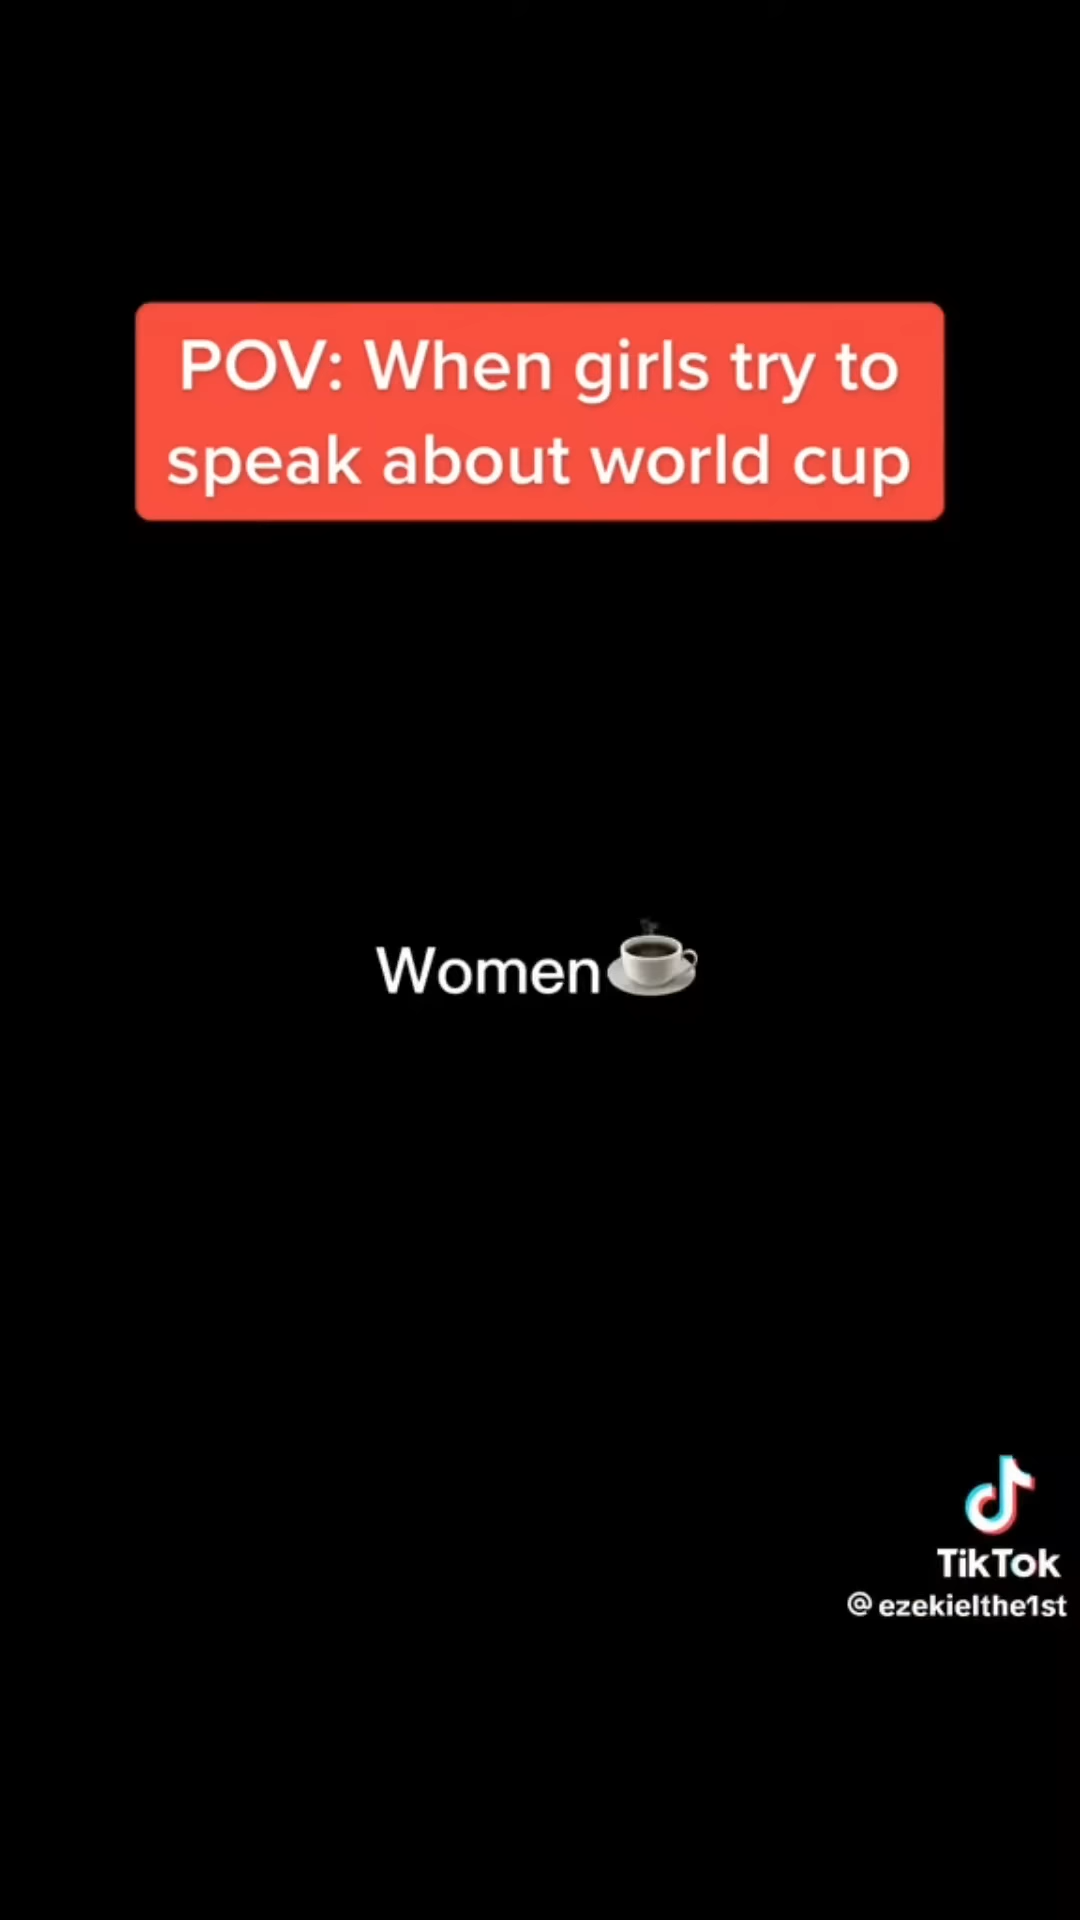 POV: When girls try to
speak about world cup
Women☕
TikTok
@ezekielthe1st